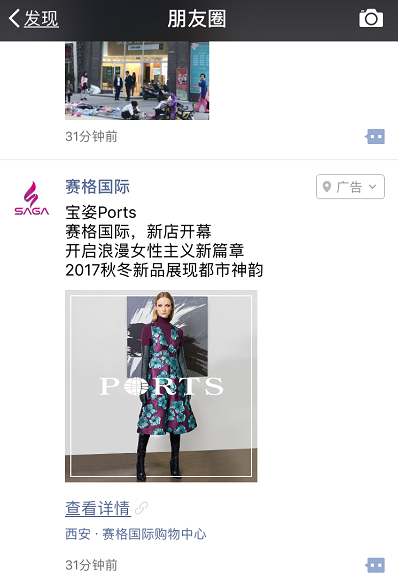 发现
朋友圈
31分钟前
SAGA
赛格国际
广告
宝姿Ports
赛格国际，新店开幕
开启浪漫女性主义新篇章
2017秋冬新品展现都市神韵
PORTS
查看详情
西安 · 赛格国际购物中心
31分钟前